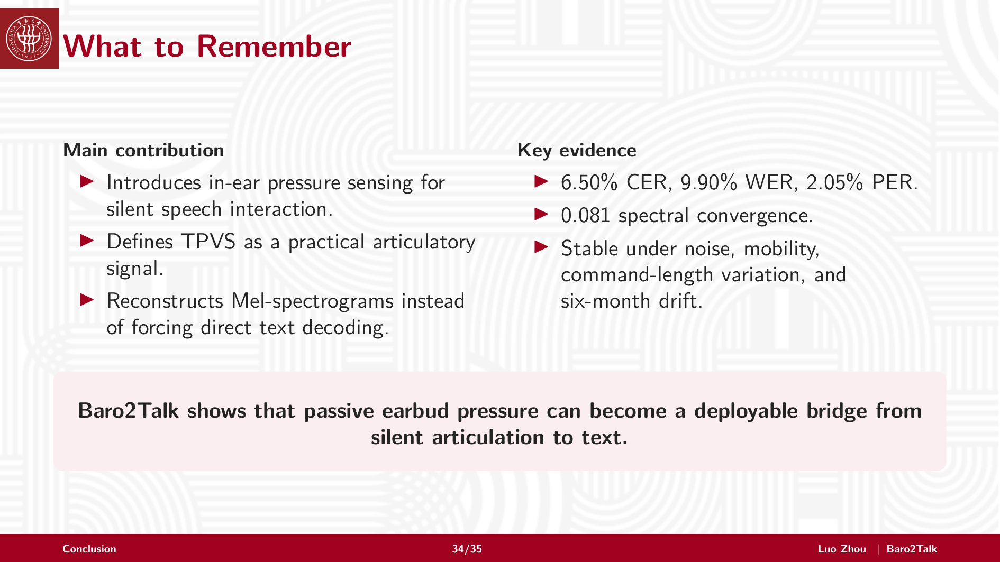 東華大學
DONGHUA UNIVERSITY
• 1951 •
What to Remember
Main contribution
Introduces in-ear pressure sensing for
silent speech interaction.
Defines TPVS as a practical articulatory
signal.
Reconstructs Mel-spectrograms instead
of forcing direct text decoding.
Key evidence
6.50% CER, 9.90% WER, 2.05% PER.
0.081 spectral convergence.
Stable under noise, mobility,
command-length variation, and
six-month drift.
Baro2Talk shows that passive earbud pressure can become a deployable bridge from
silent articulation to text.
Conclusion
34/35
Luo Zhou | Baro2Talk